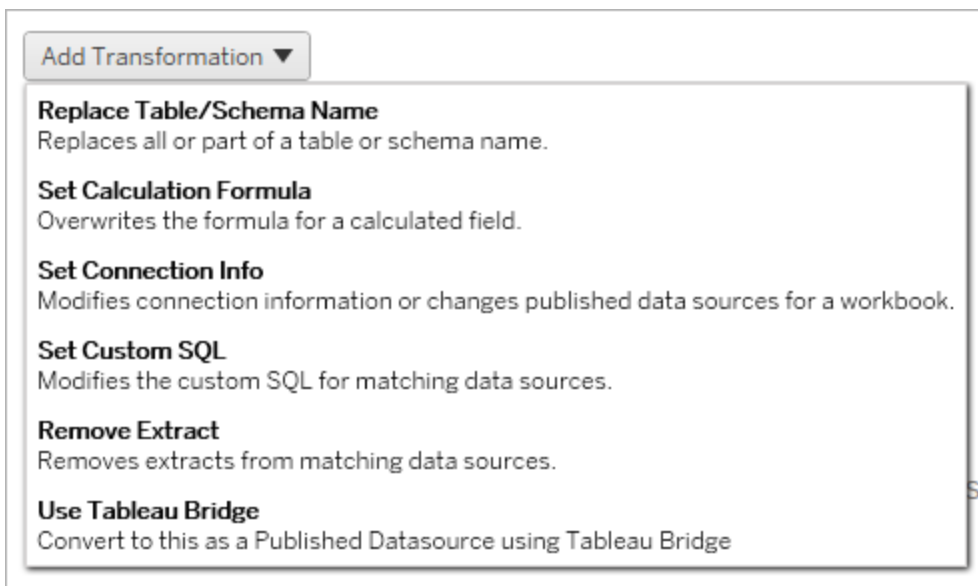 Add Transformation ▼
Replace Table/Schema Name
Replaces all or part of a table or schema name.
Set Calculation Formula
Overwrites the formula for a calculated field.
Set Connection Info
Modifies connection information or changes published data sources for a workbook.
Set Custom SQL
Modifies the custom SQL for matching data sources.
Remove Extract
Removes extracts from matching data sources.
Use Tableau Bridge
Convert to this as a Published Datasource using Tableau Bridge